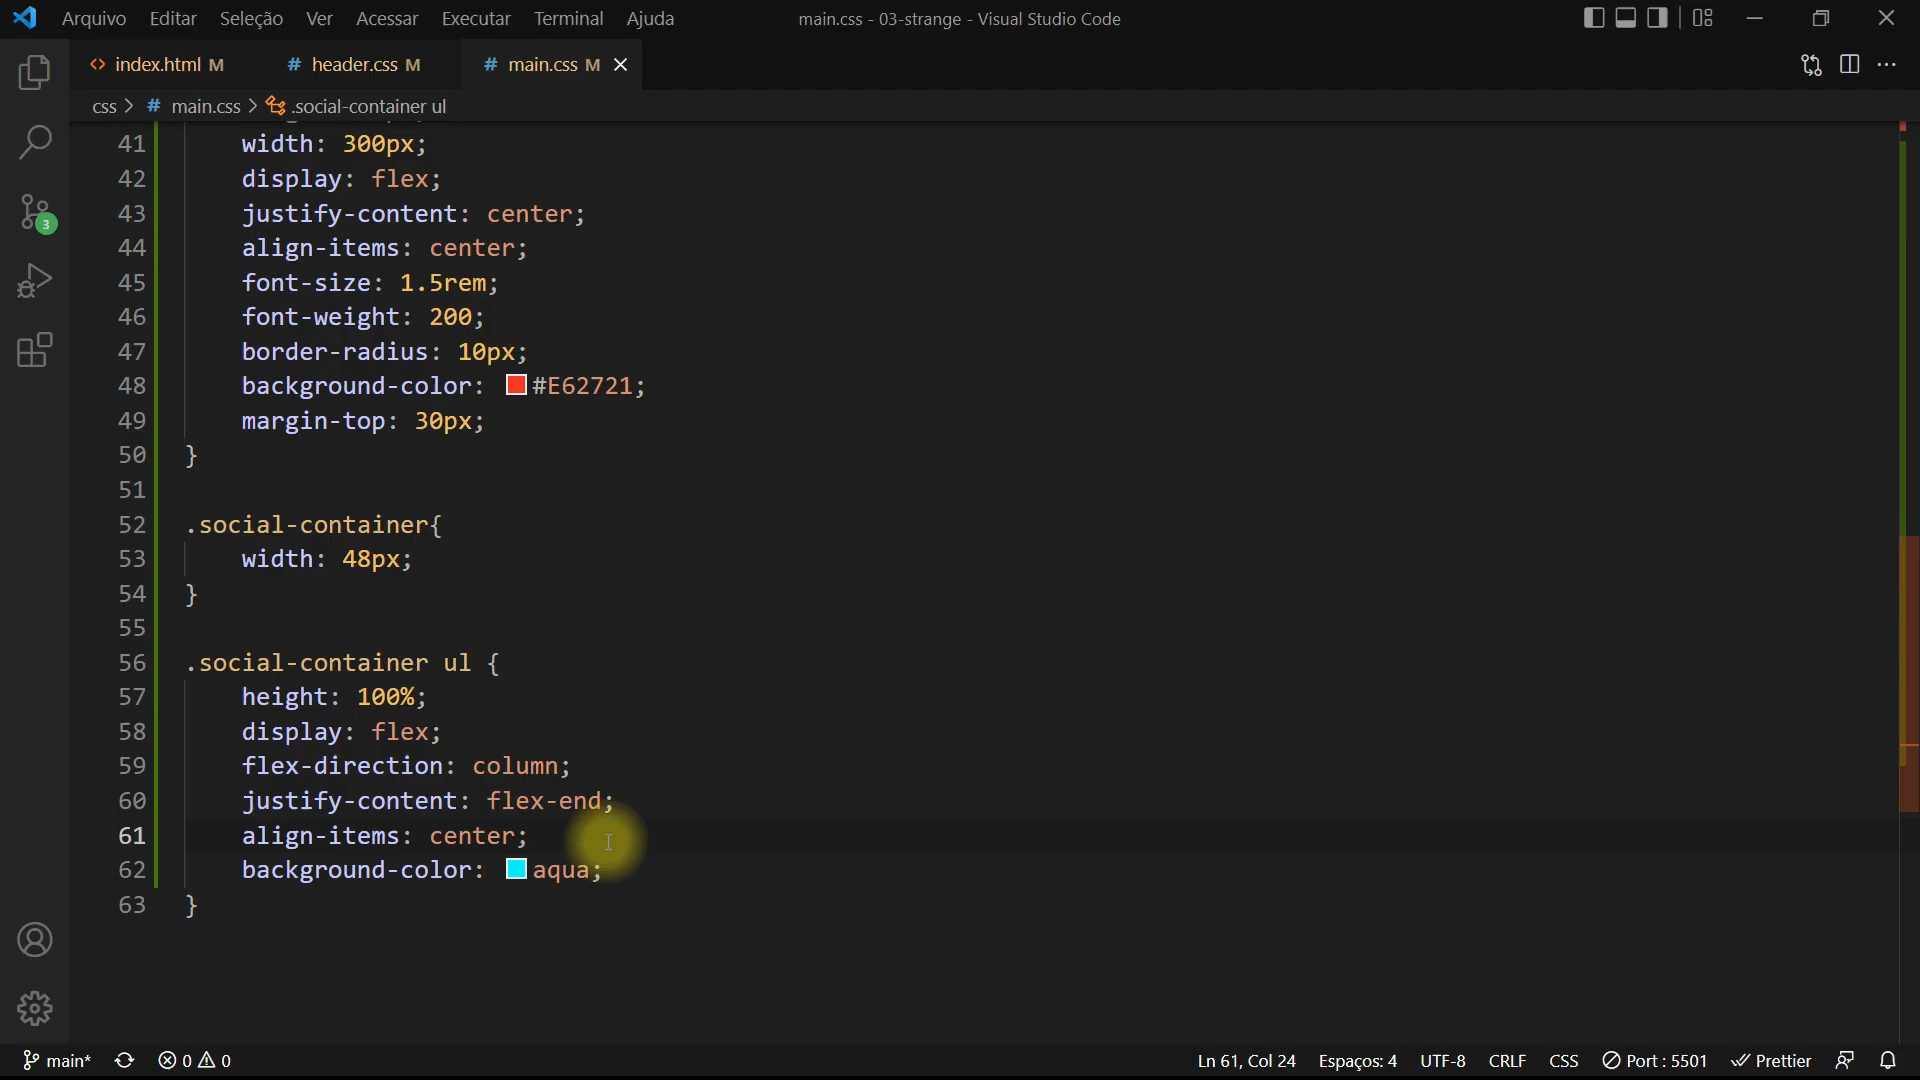 Arquivo Editar Seleção Ver Acessar Executar Terminal Ajuda main.css - 03-strange - Visual Studio Code
<> index.html M # header.css M # main.css M
css > # main.css > .social-container ul
41 width: 300px;
42 display: flex;
43 justify-content: center;
44 align-items: center;
45 font-size: 1.5rem;
46 font-weight: 200;
47 border-radius: 10px;
48 background-color: #E62721;
49 margin-top: 30px;
50 }
51
52 .social-container{
53 width: 48px;
54 }
55
56 .social-container ul {
57 height: 100%;
58 display: flex;
59 flex-direction: column;
60 justify-content: flex-end;
61 align-items: center;
62 background-color: aqua;
63 }
3
main* 0 0 Ln 61, Col 24 Espaços: 4 UTF-8 CRLF CSS Port : 5501 Prettier